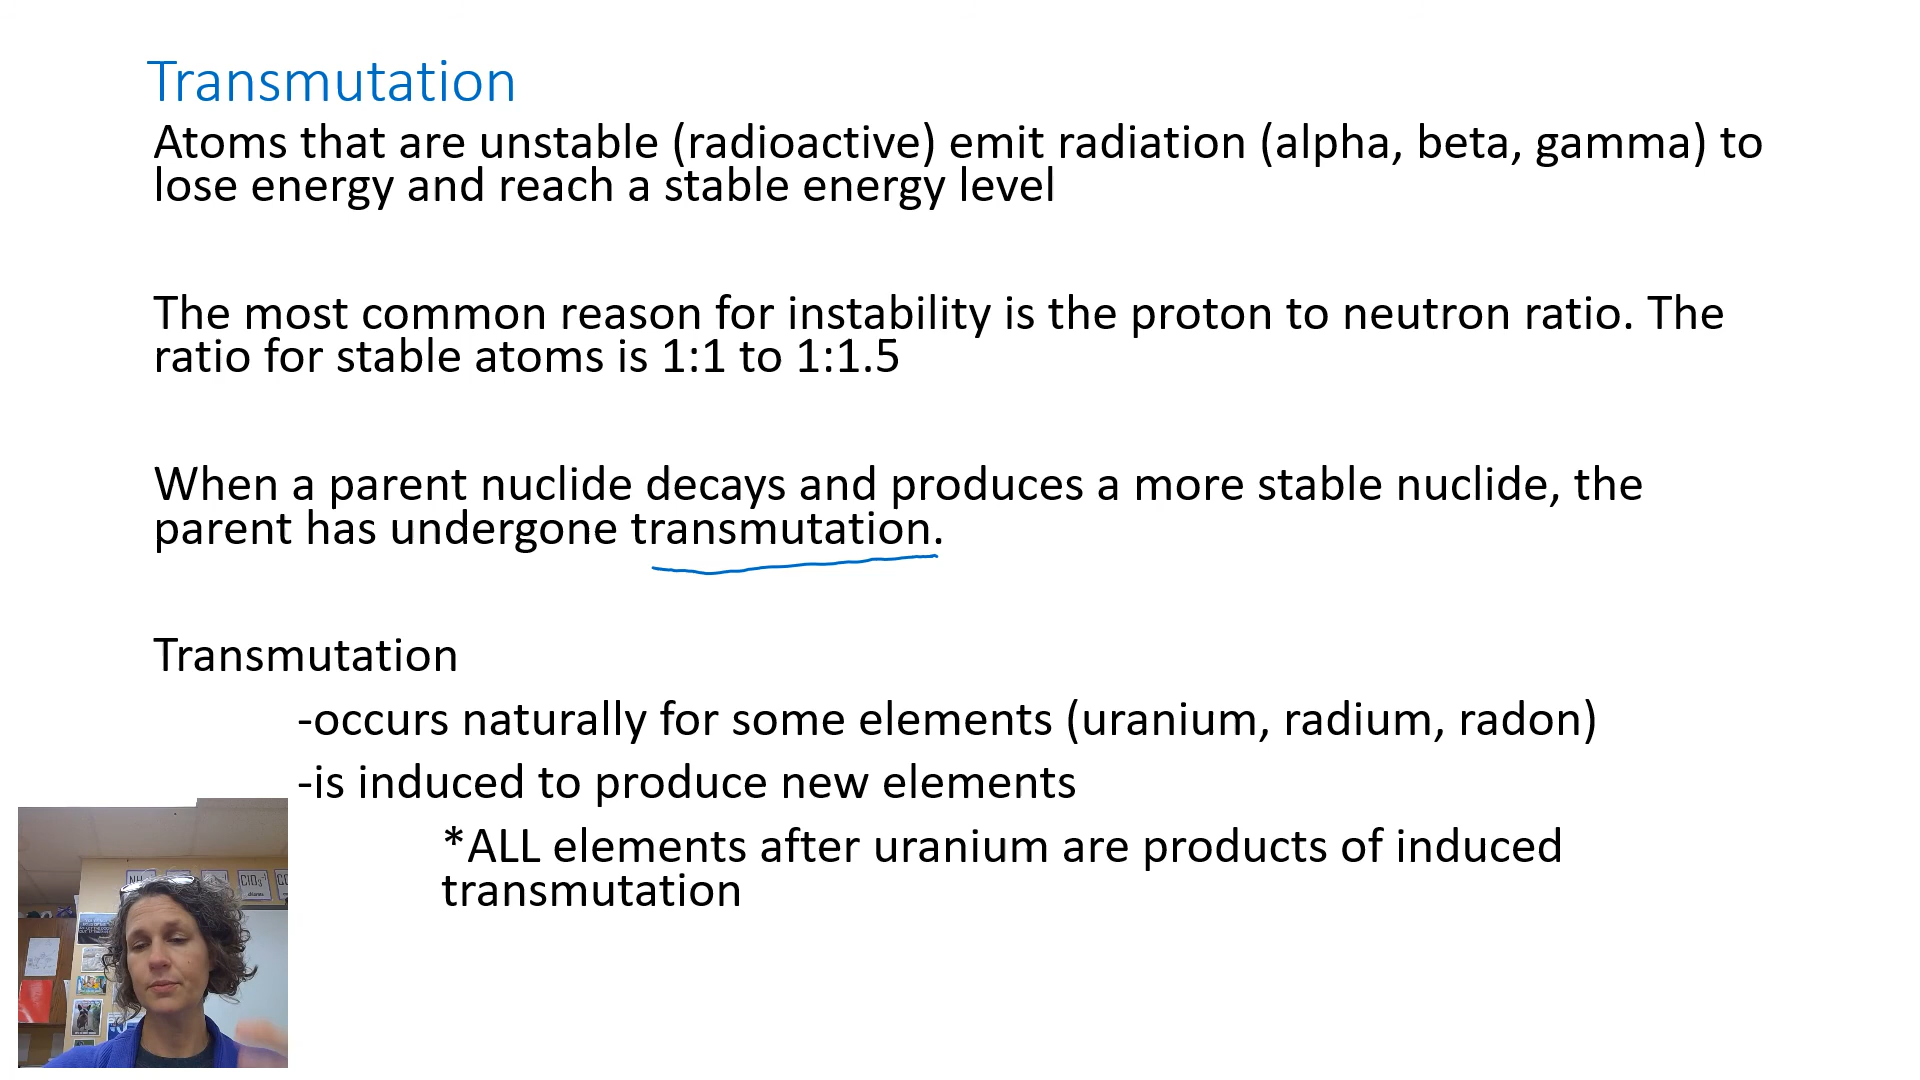 Transmutation
Atoms that are unstable (radioactive) emit radiation (alpha, beta, gamma) to
lose energy and reach a stable energy level
The most common reason for instability is the proton to neutron ratio. The
ratio for stable atoms is 1:1 to 1:1.5
When a parent nuclide decays and produces a more stable nuclide, the
parent has undergone transmutation.
Transmutation
-occurs naturally for some elements (uranium, radium, radon)
-is induced to produce new elements
*ALL elements after uranium are products of induced
transmutation
ClO₃⁻